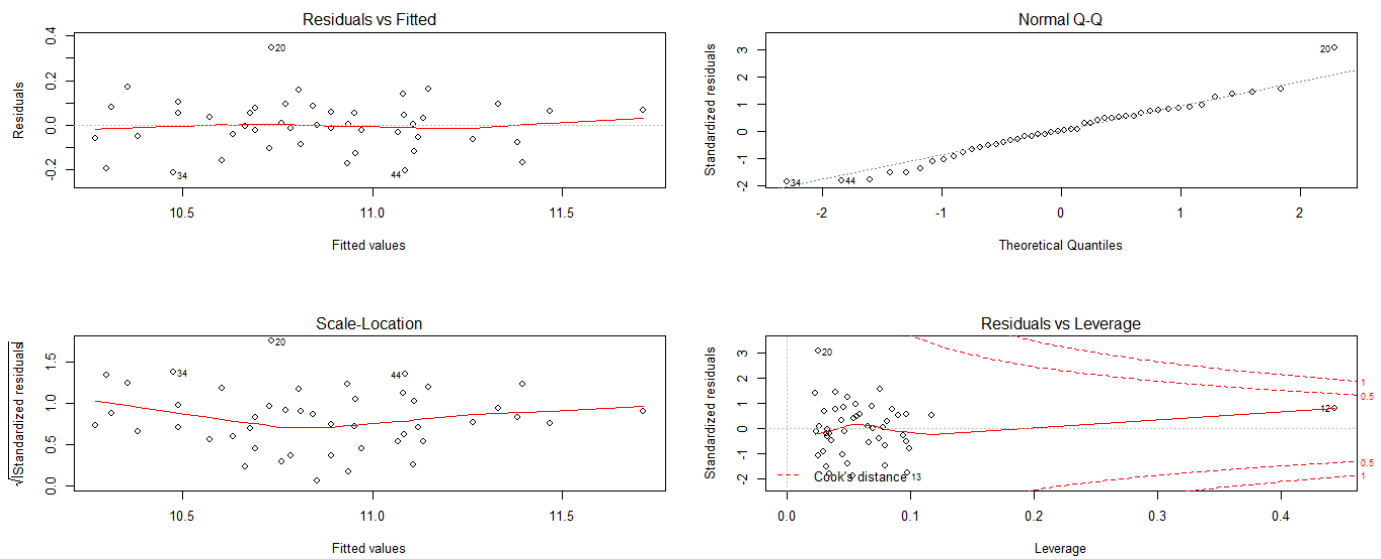 Residuals vs Fitted
Residuals
0.4
0.2
0.0
-0.2
20
34
44
10.5 11.0 11.5
Fitted values
Normal Q-Q
Standardized residuals
3
2
1
0
-1
-2
20
34
44
-2 -1 0 1 2
Theoretical Quantiles
Scale-Location
√|Standardized residuals|
1.5
1.0
0.5
0.0
20
34
44
10.5 11.0 11.5
Fitted values
Residuals vs Leverage
Standardized residuals
3
2
1
0
-1
-2
20
1
0.5
12
0.5
1
Cook's distance
13
0.0 0.1 0.2 0.3 0.4
Leverage